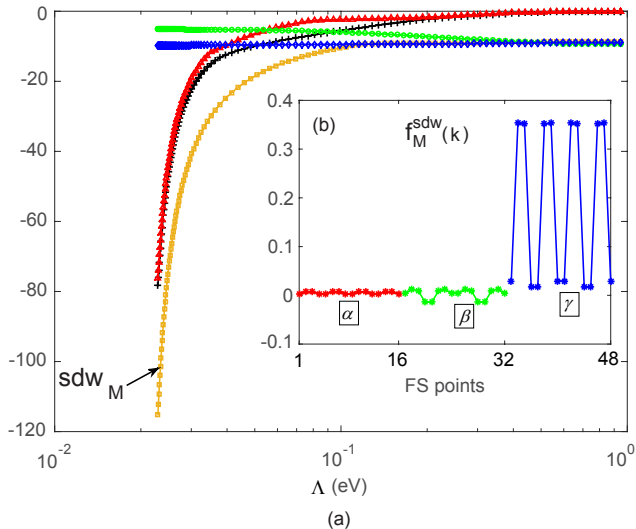 0
-20
-40
-60
-80
-100
-120
10^-2
10^-1
10^0
Λ (eV)
sdw_M
(b)
f_M^sdw(k)
0.4
0.3
0.2
0.1
0
-0.1
α
β
γ
1
16
32
48
FS points
(a)